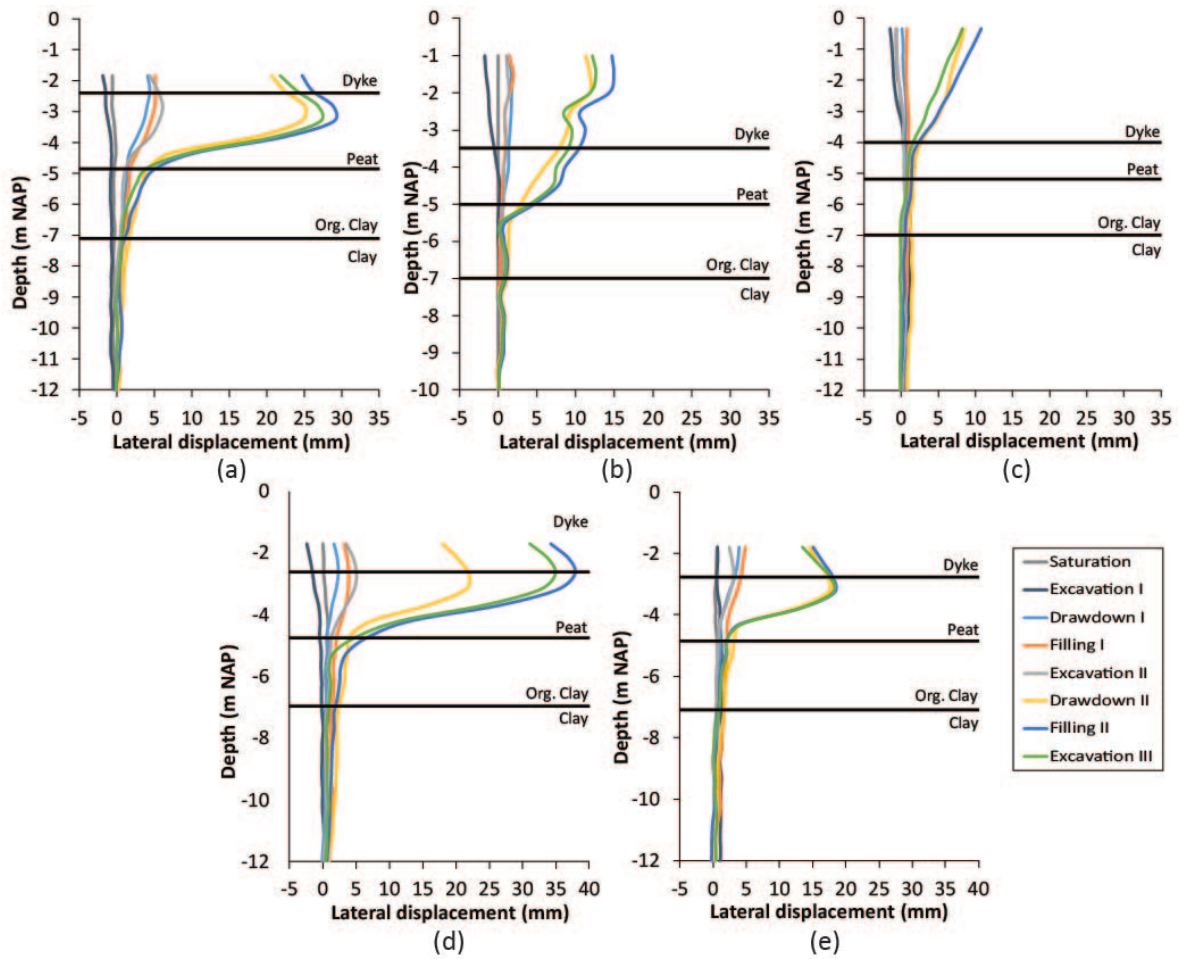 0
-1
-2
-3
-4
-5
-6
-7
-8
-9
-10
-11
-12
Depth (m NAP)
Dyke
Peat
Org. Clay
Clay
-5 0 5 10 15 20 25 30 35
Lateral displacement (mm)
(a)
0
-1
-2
-3
-4
-5
-6
-7
-8
-9
-10
Depth (m NAP)
Dyke
Peat
Org. Clay
Clay
-5 0 5 10 15 20 25 30 35
Lateral displacement (mm)
(b)
0
-1
-2
-3
-4
-5
-6
-7
-8
-9
-10
-11
-12
Depth (m NAP)
Dyke
Peat
Org. Clay
Clay
-5 0 5 10 15 20 25 30 35
Lateral displacement (mm)
(c)
0
-2
-4
-6
-8
-10
-12
Depth (m NAP)
Dyke
Peat
Org. Clay
Clay
-5 0 5 10 15 20 25 30 35 40
Lateral displacement (mm)
(d)
0
-2
-4
-6
-8
-10
-12
Depth (m NAP)
Dyke
Peat
Org. Clay
Clay
-5 0 5 10 15 20 25 30 35 40
Lateral displacement (mm)
(e)
Saturation
Excavation I
Drawdown I
Filling I
Excavation II
Drawdown II
Filling II
Excavation III